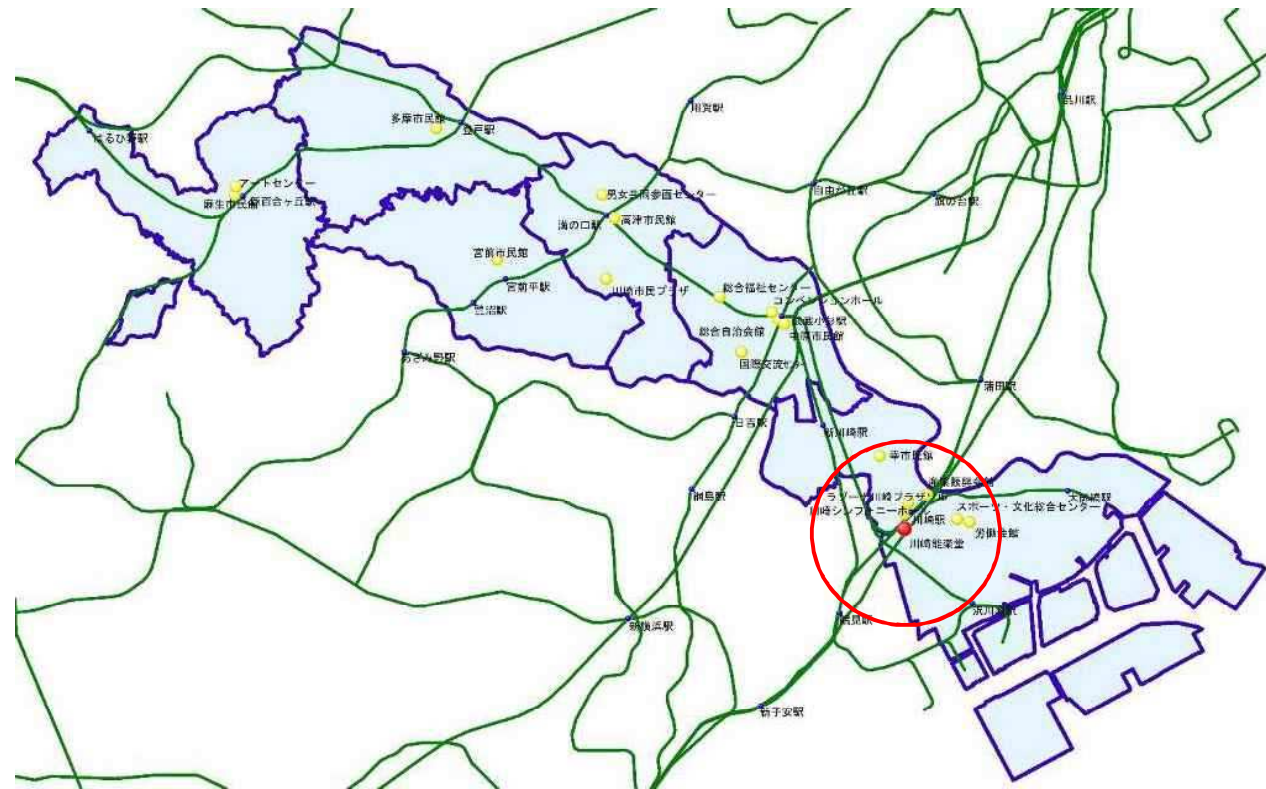 品川駅
用賀駅
多摩市民館
登戸駅
はるひ野駅
アートセンター
麻生市民館
新百合ヶ丘駅
男女共同参画センター
自由が丘駅
旗の台駅
溝の口駅
高津市民館
宮前市民館
宮前平駅
川崎市民プラザ
総合福祉センター
コンベンションホール
鷺沼駅
武蔵小杉駅
中原市民館
総合自治会館
あざみ野駅
国際交流センター
蒲田駅
日吉駅
新川崎駅
幸市民館
産業振興会館
綱島駅
ラゾーナ川崎プラザソル
大師橋駅
川崎シンフォニーホール
川崎駅
スポーツ・文化総合センター
労働会館
川崎能楽堂
浜川崎駅
鶴見駅
新横浜駅
新子安駅